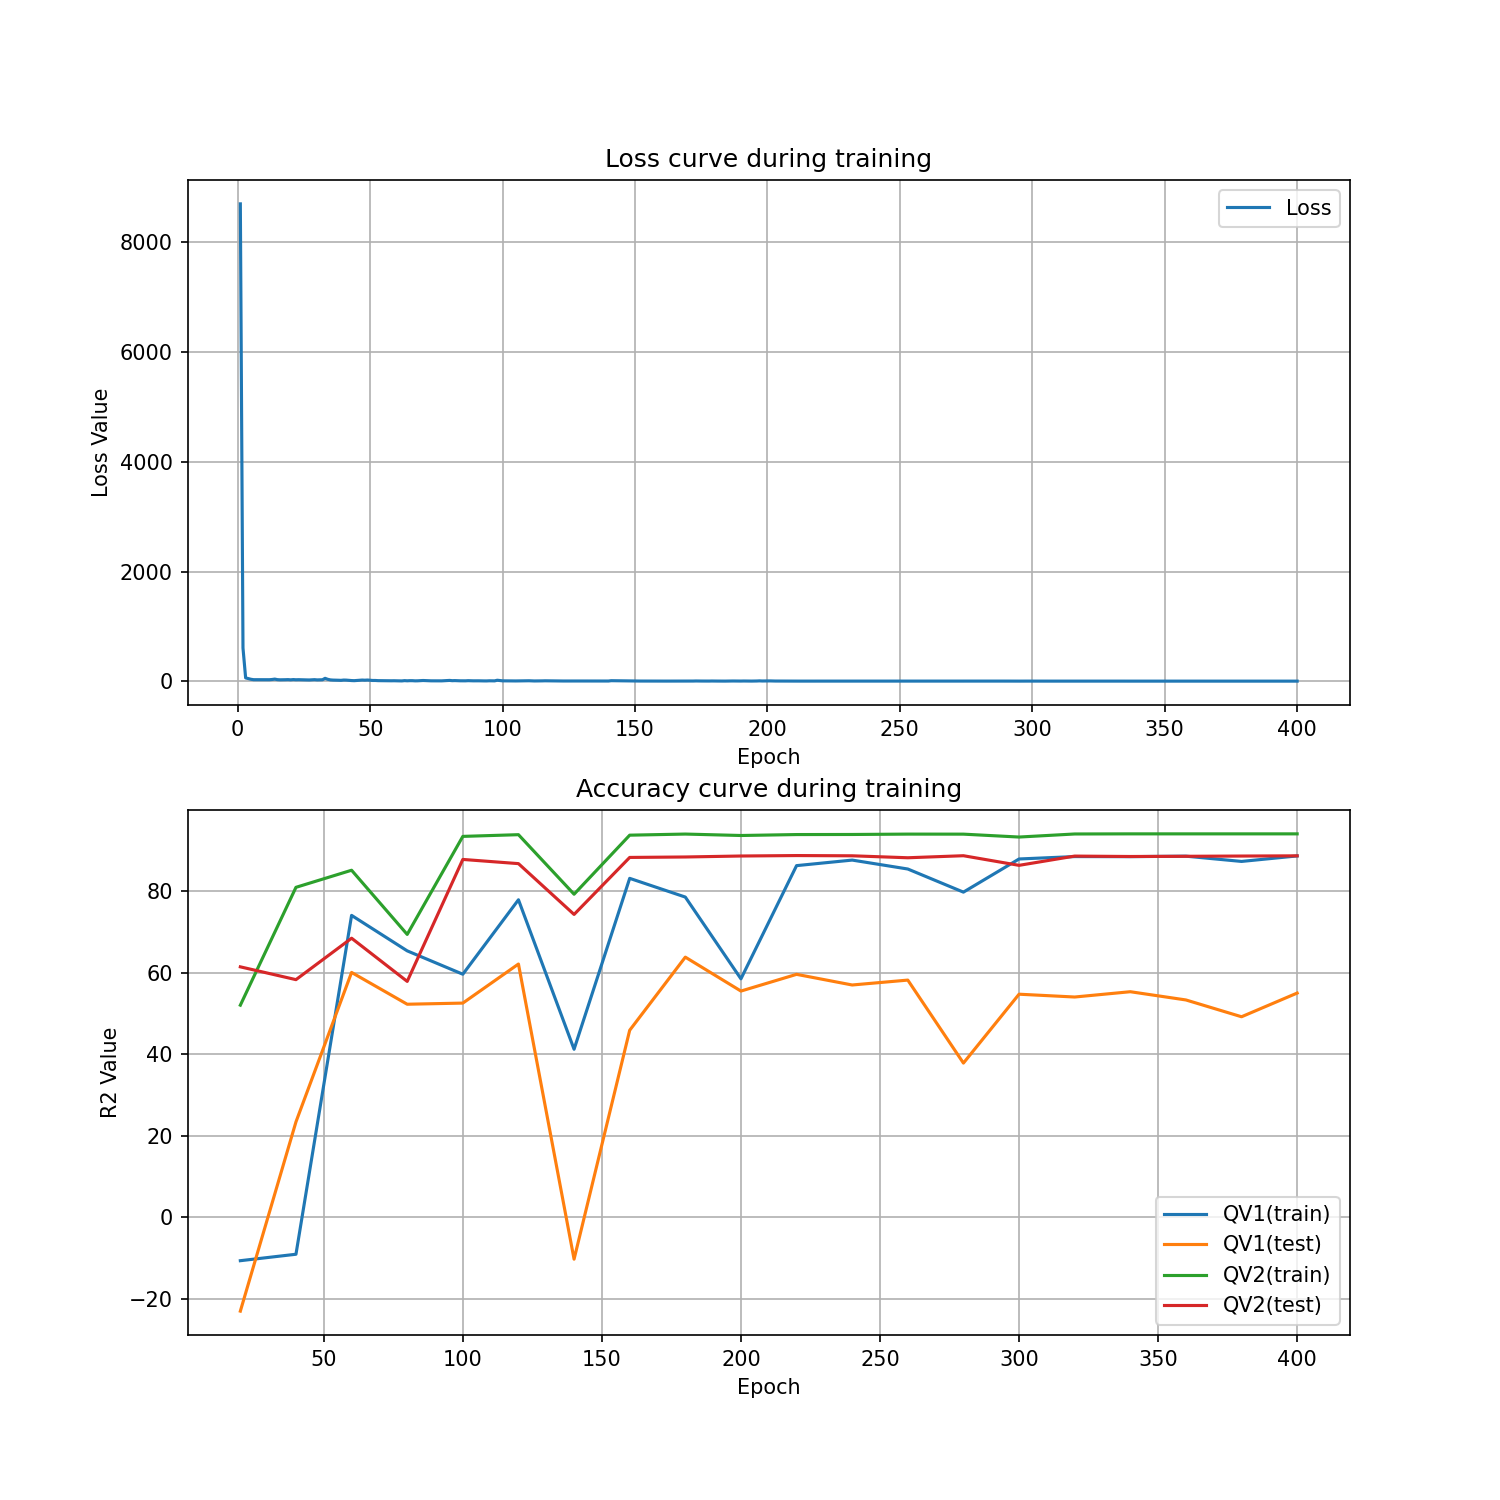 Loss curve during training
Loss
8000
6000
4000
2000
0
Loss Value
0 50 100 150 200 250 300 350 400
Epoch
Accuracy curve during training
80
60
40
20
0
−20
R2 Value
QV1(train)
QV1(test)
QV2(train)
QV2(test)
50 100 150 200 250 300 350 400
Epoch